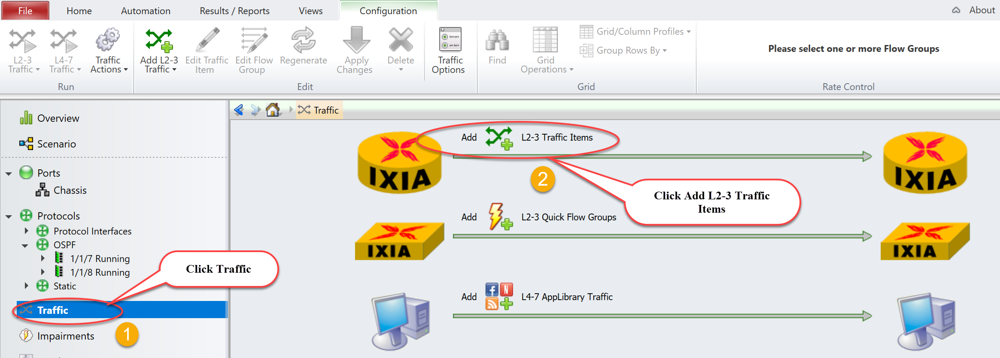 File Home Automation Results / Reports Views Configuration About
L2-3 Traffic
L4-7 Traffic
Traffic Actions
Add L2-3 Traffic
Edit Traffic Item
Edit Flow Group
Regenerate
Apply Changes
Delete
Traffic Options
Find
Grid Operations
Grid/Column Profiles
Group Rows By
Please select one or more Flow Groups
Run Edit Grid Rate Control
Overview
Scenario
Ports
Chassis
Protocols
Protocol Interfaces
OSPF
1/1/7 Running
1/1/8 Running
Static
Traffic
Impairments
1
Click Traffic
Traffic
Add L2-3 Traffic Items
IXIA IXIA
2
Click Add L2-3 Traffic
Items
Add L2-3 Quick Flow Groups
IXIA IXIA
Add f N L4-7 AppLibrary Traffic